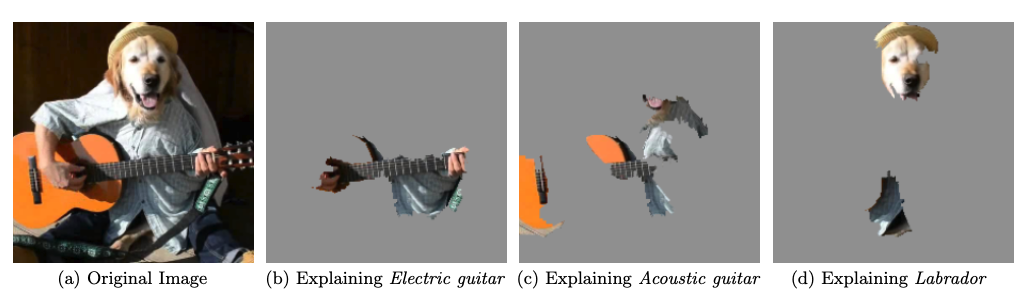 (a) Original Image
(b) Explaining Electric guitar
(c) Explaining Acoustic guitar
(d) Explaining Labrador